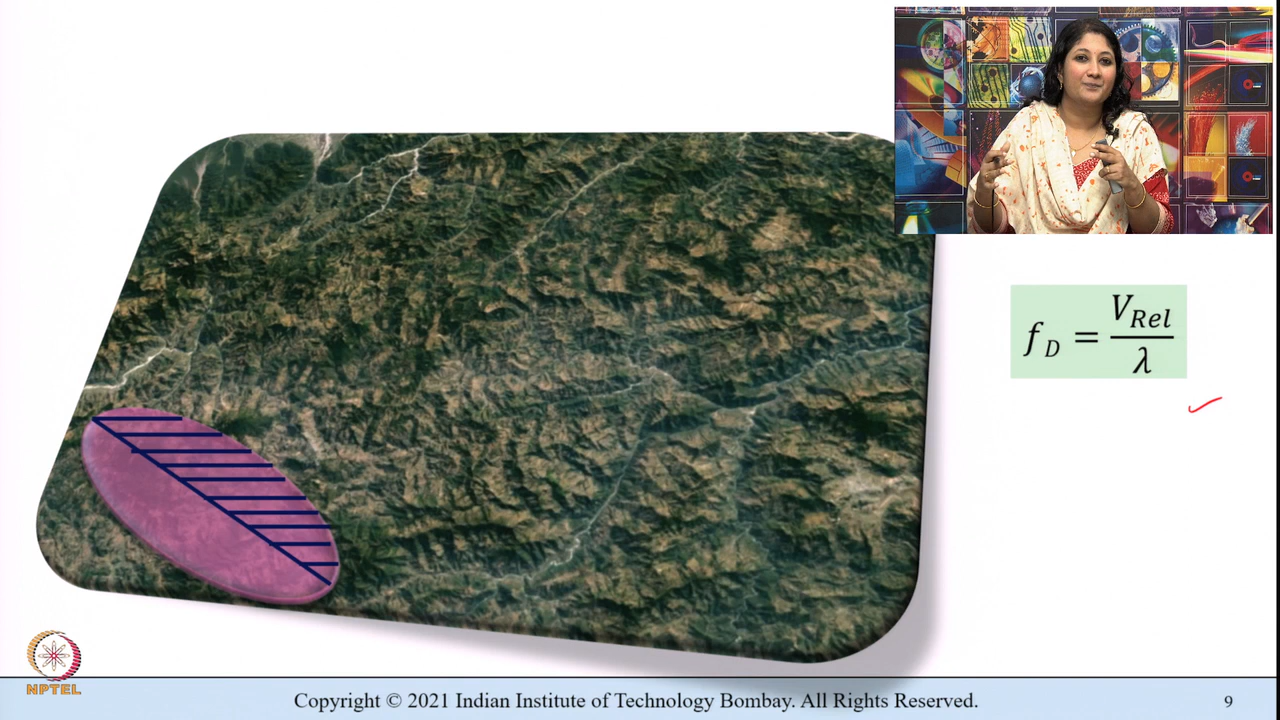 f_D = V_Rel / λ
NPTEL
Copyright © 2021 Indian Institute of Technology Bombay. All Rights Reserved.
9